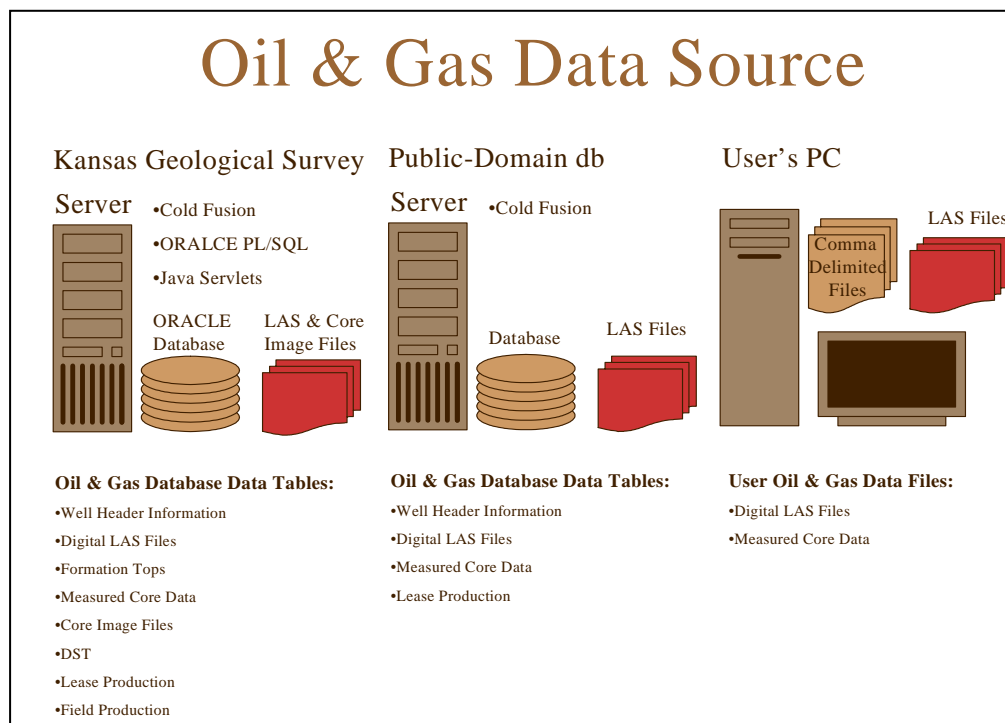 Oil & Gas Data Source
Kansas Geological Survey
Server
•Cold Fusion
•ORALCE PL/SQL
•Java Servlets
ORACLE
Database
LAS & Core
Image Files
Oil & Gas Database Data Tables:
•Well Header Information
•Digital LAS Files
•Formation Tops
•Measured Core Data
•Core Image Files
•DST
•Lease Production
•Field Production
Public-Domain db
Server
•Cold Fusion
Database
LAS Files
Oil & Gas Database Data Tables:
•Well Header Information
•Digital LAS Files
•Measured Core Data
•Lease Production
User's PC
Comma
Delimited
Files
LAS Files
User Oil & Gas Data Files:
•Digital LAS Files
•Measured Core Data